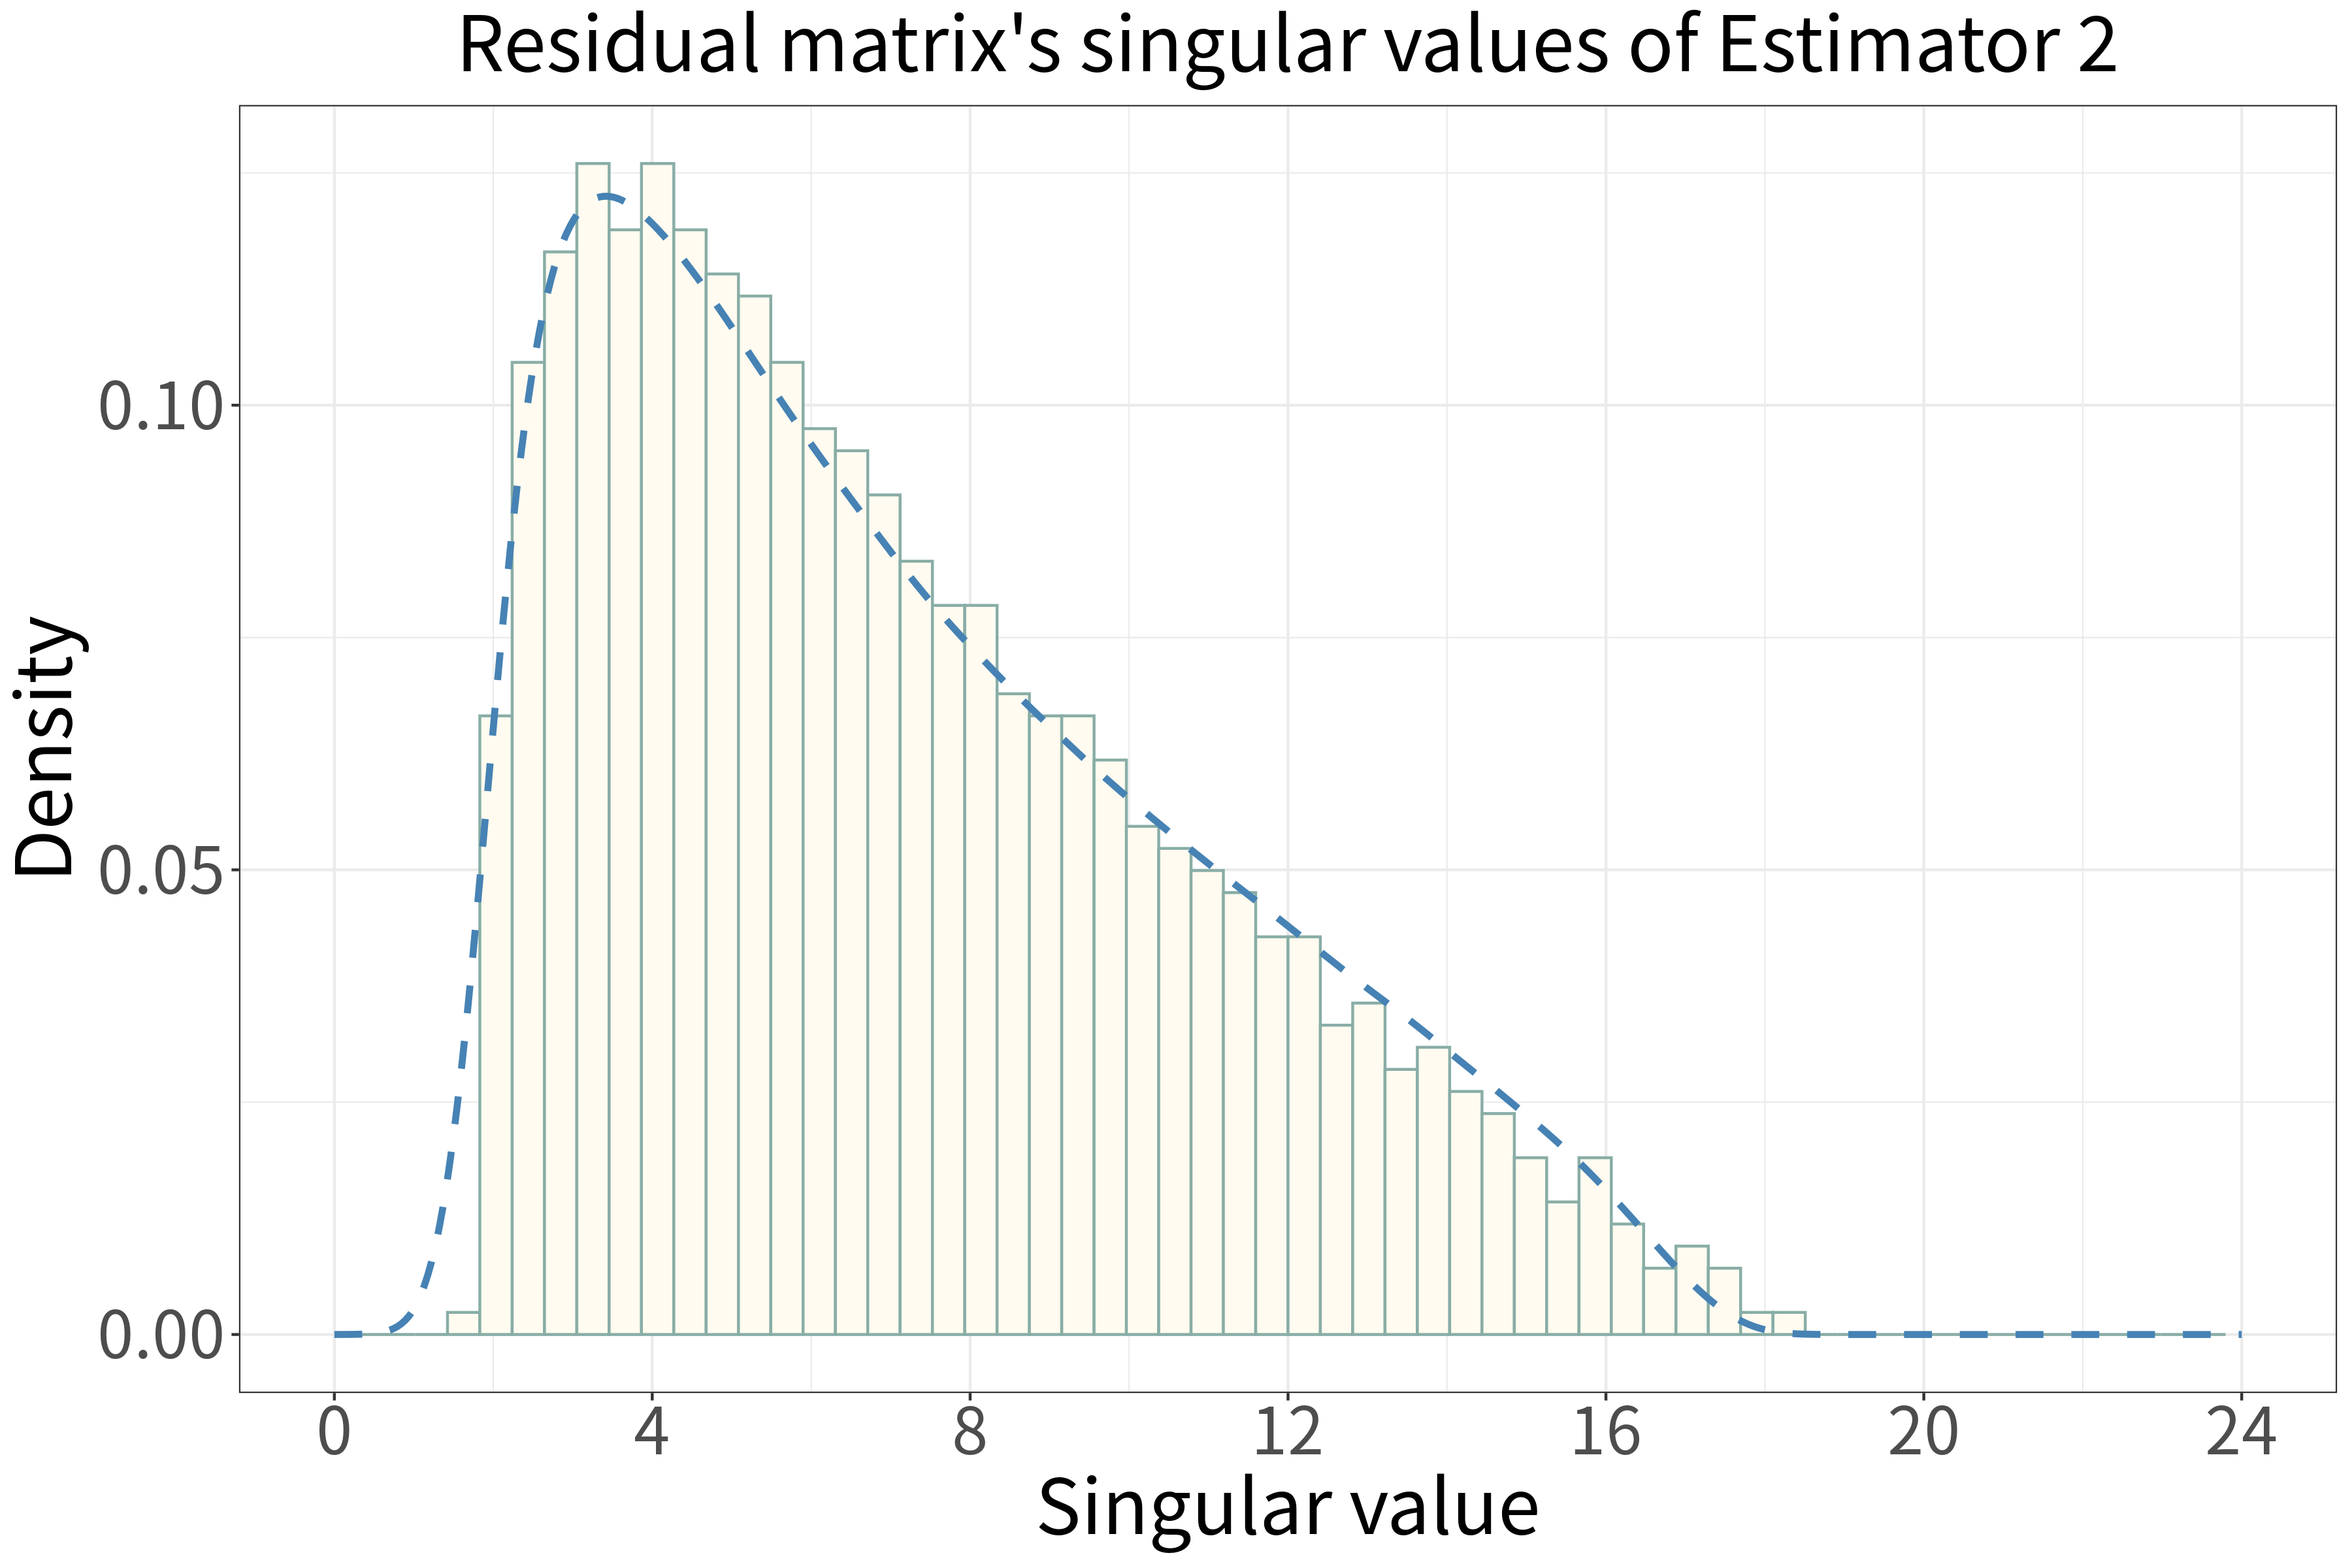 Residual matrix's singular values of Estimator 2
Density
0.10
0.05
0.00
0 4 8 12 16 20 24
Singular value